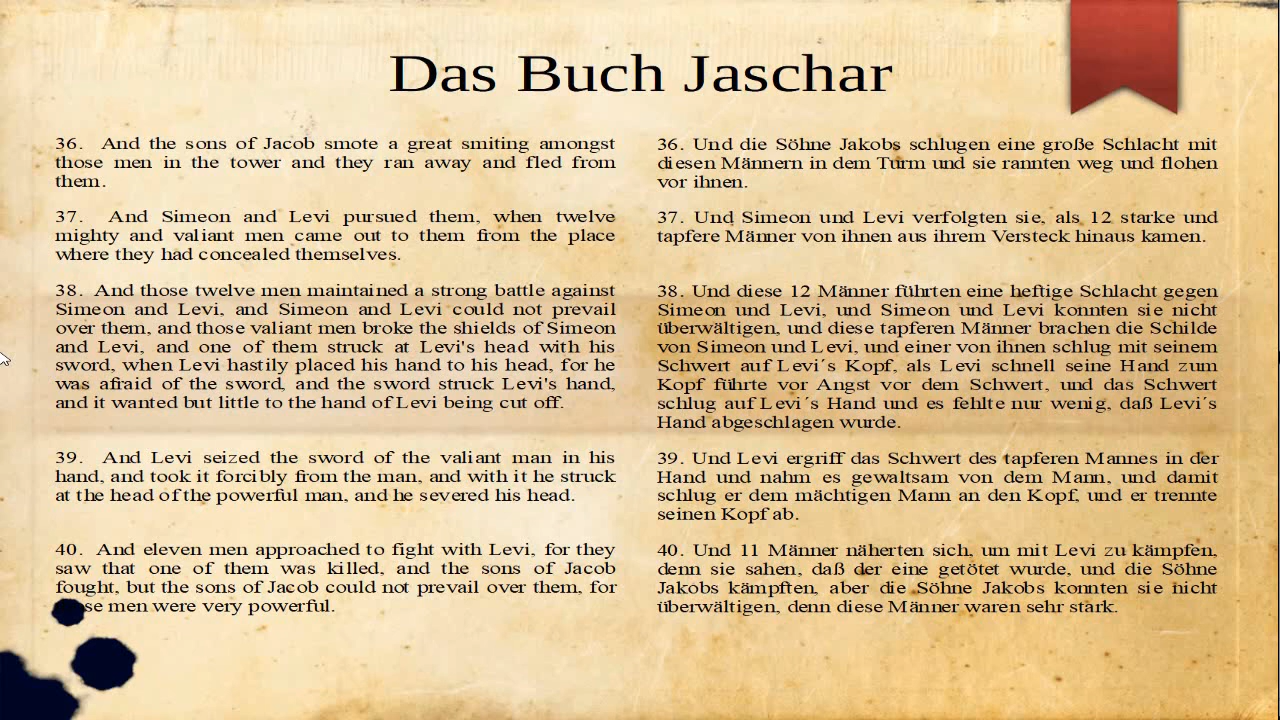 Das Buch Jaschar
36. And the sons of Jacob smote a great smiting amongst
those men in the tower and they ran away and fled from
them.
37. And Simeon and Levi pursued them, when twelve
mighty and valiant men came out to them from the place
where they had concealed themselves.
38. And those twelve men maintained a strong battle against
Simeon and Levi, and Simeon and Levi could not prevail
over them, and those valiant men broke the shields of Simeon
and Levi, and one of them struck at Levi's head with his
sword, when Levi hastily placed his hand to his head, for he
was afraid of the sword, and the sword struck Levi's hand,
and it wanted but little to the hand of Levi being cut off.
39. And Levi seized the sword of the valiant man in his
hand, and took it forcibly from the man, and with it he struck
at the head of the powerful man, and he severed his head.
40. And eleven men approached to fight with Levi, for they
saw that one of them was killed, and the sons of Jacob
fought, but the sons of Jacob could not prevail over them, for
men were very powerful.
36. Und die Söhne Jakobs schlugen eine große Schlacht mit
diesen Männern in dem Turm und sie rannten weg und flohen
vor ihnen.
37. Und Simeon und Levi verfolgten sie, als 12 starke und
tapfere Männer von ihnen aus ihrem Versteck hinaus kamen.
38. Und diese 12 Männer führten eine heftige Schlacht gegen
Simeon und Levi, und Simeon und Levi konnten sie nicht
überwältigen, und diese tapferen Männer brachen die Schilde
von Simeon und Levi, und einer von ihnen schlug mit seinem
Schwert auf Levi´s Kopf, als Levi schnell seine Hand zum
Kopf führte vor Angst vor dem Schwert, und das Schwert
schlug auf Levi´s Hand und es fehlte nur wenig, daß Levi´s
Hand abgeschlagen wurde.
39. Und Levi ergriff das Schwert des tapferen Mannes in der
Hand und nahm es gewaltsam von dem Mann, und damit
schlug er dem mächtigen Mann an den Kopf, und er trennte
seinen Kopf ab.
40. Und 11 Männer näherten sich, um mit Levi zu kämpfen,
denn sie sahen, daß der eine getötet wurde, und die Söhne
Jakobs kämpften, aber die Söhne Jakobs konnten sie nicht
überwältigen, denn diese Männer waren sehr stark.